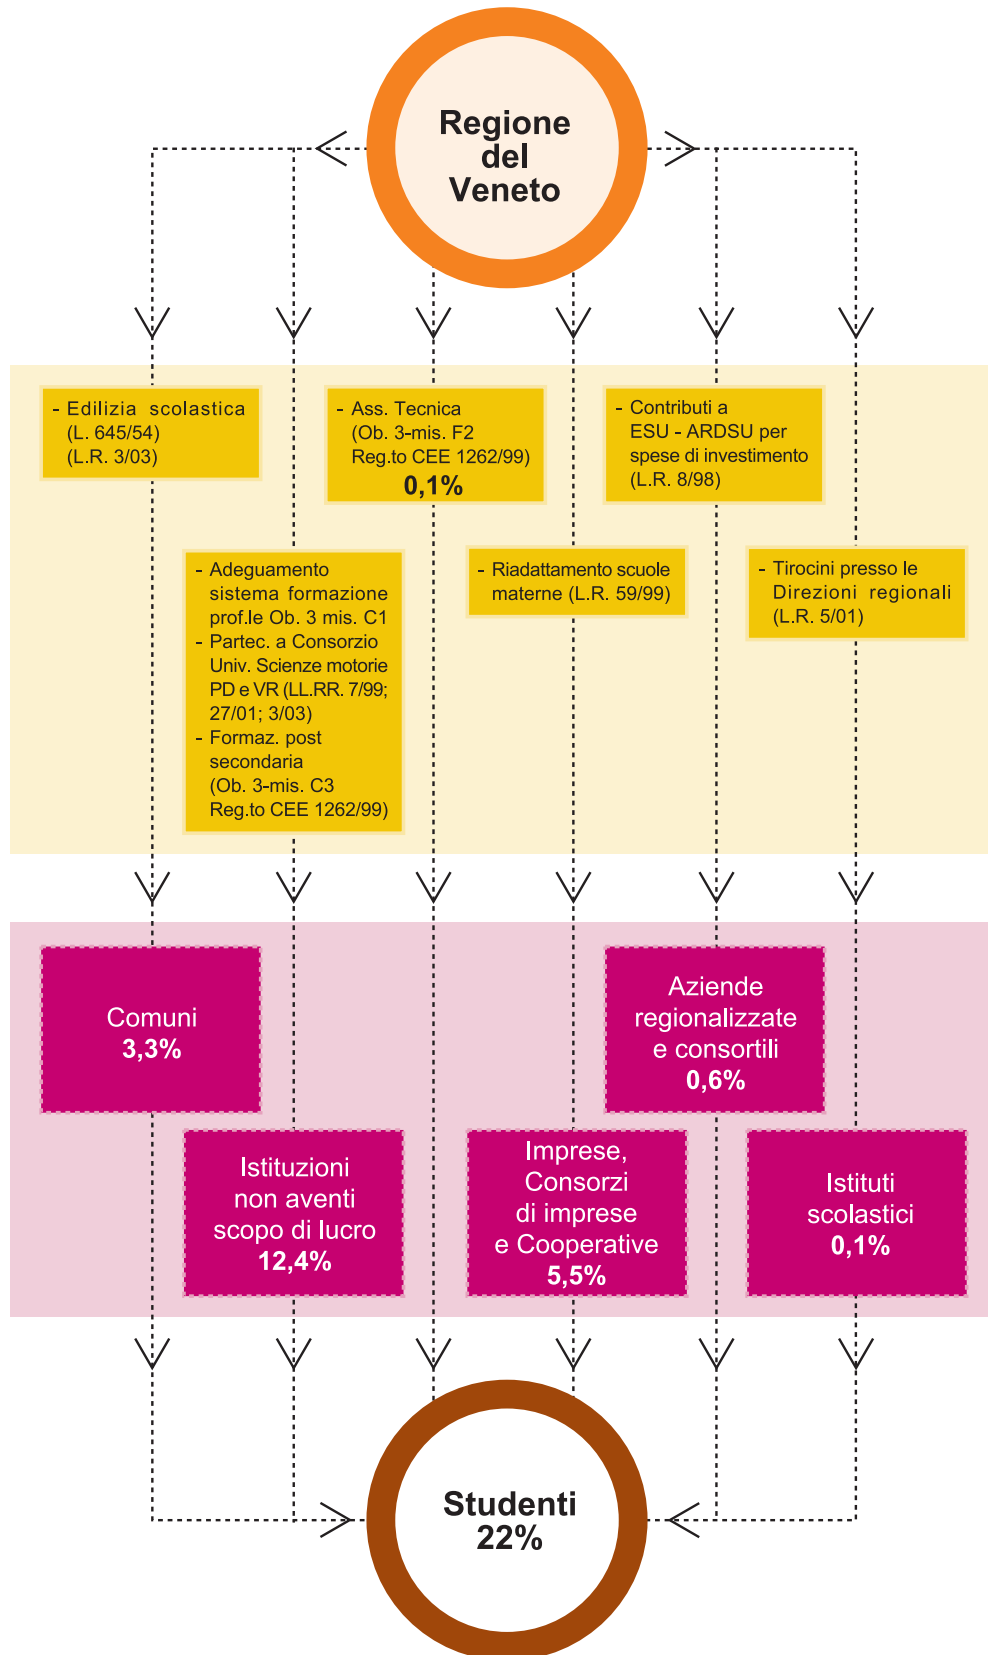 Regione
del
Veneto
- Edilizia scolastica
(L. 645/54)
(L.R. 3/03)
- Ass. Tecnica
(Ob. 3-mis. F2
Reg.to CEE 1262/99)
0,1%
- Contributi a
ESU - ARDSU per
spese di investimento
(L.R. 8/98)
- Adeguamento
sistema formazione
prof.le Ob. 3 mis. C1
- Partec. a Consorzio
Univ. Scienze motorie
PD e VR (LL.RR. 7/99;
27/01; 3/03)
- Formaz. post
secondaria
(Ob. 3-mis. C3
Reg.to CEE 1262/99)
- Riadattamento scuole
materne (L.R. 59/99)
- Tirocini presso le
Direzioni regionali
(L.R. 5/01)
Comuni
3,3%
Aziende
regionalizzate
e consortili
0,6%
Istituzioni
non aventi
scopo di lucro
12,4%
Imprese,
Consorzi
di imprese
e Cooperative
5,5%
Istituti
scolastici
0,1%
Studenti
22%